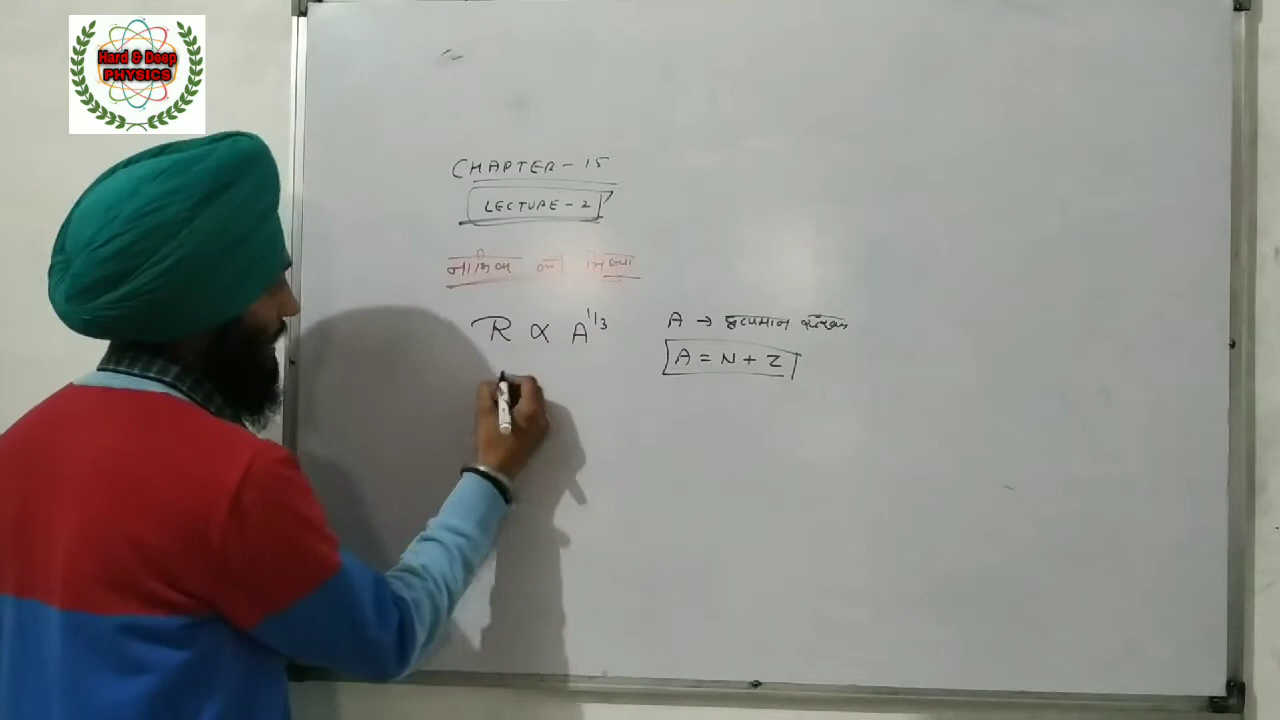 Hard & Deep
PHYSICS
CHAPTER-15
LECTURE-2
नाभिक की त्रिज्या
R ∝ A^1/3
A → द्रव्यमान संख्या
A = N + Z